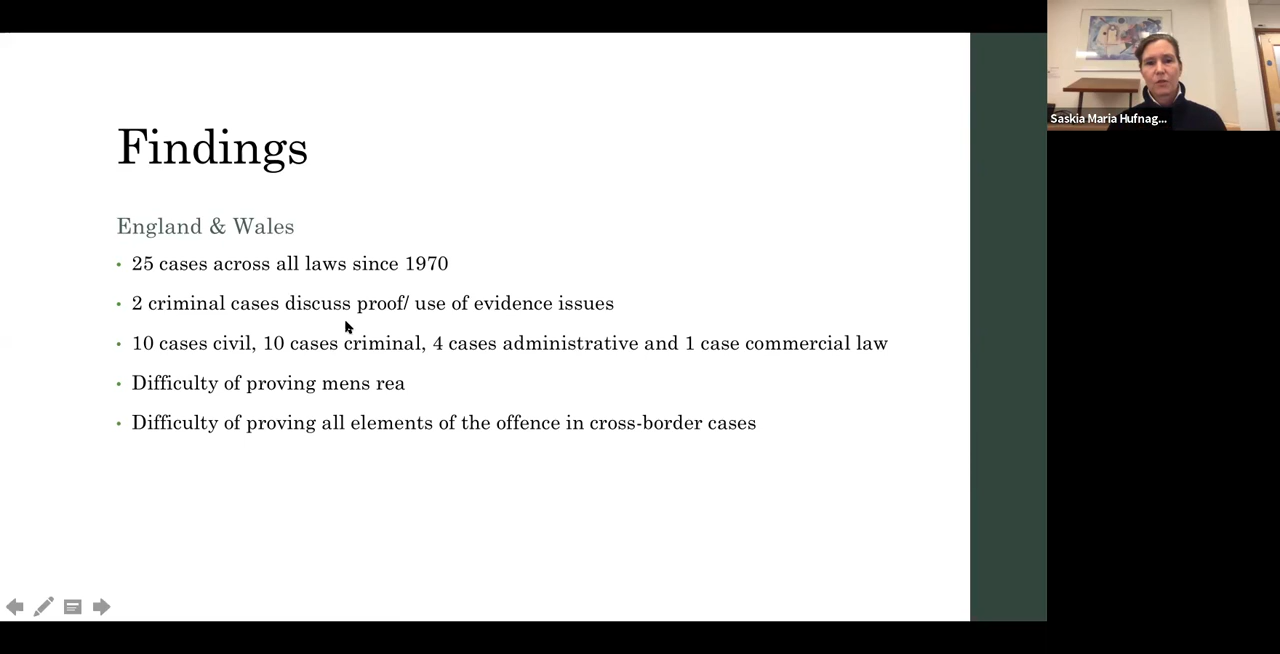 Findings
England & Wales
• 25 cases across all laws since 1970
• 2 criminal cases discuss proof/ use of evidence issues
• 10 cases civil, 10 cases criminal, 4 cases administrative and 1 case commercial law
• Difficulty of proving mens rea
• Difficulty of proving all elements of the offence in cross-border cases
Saskia Maria Hufnag...